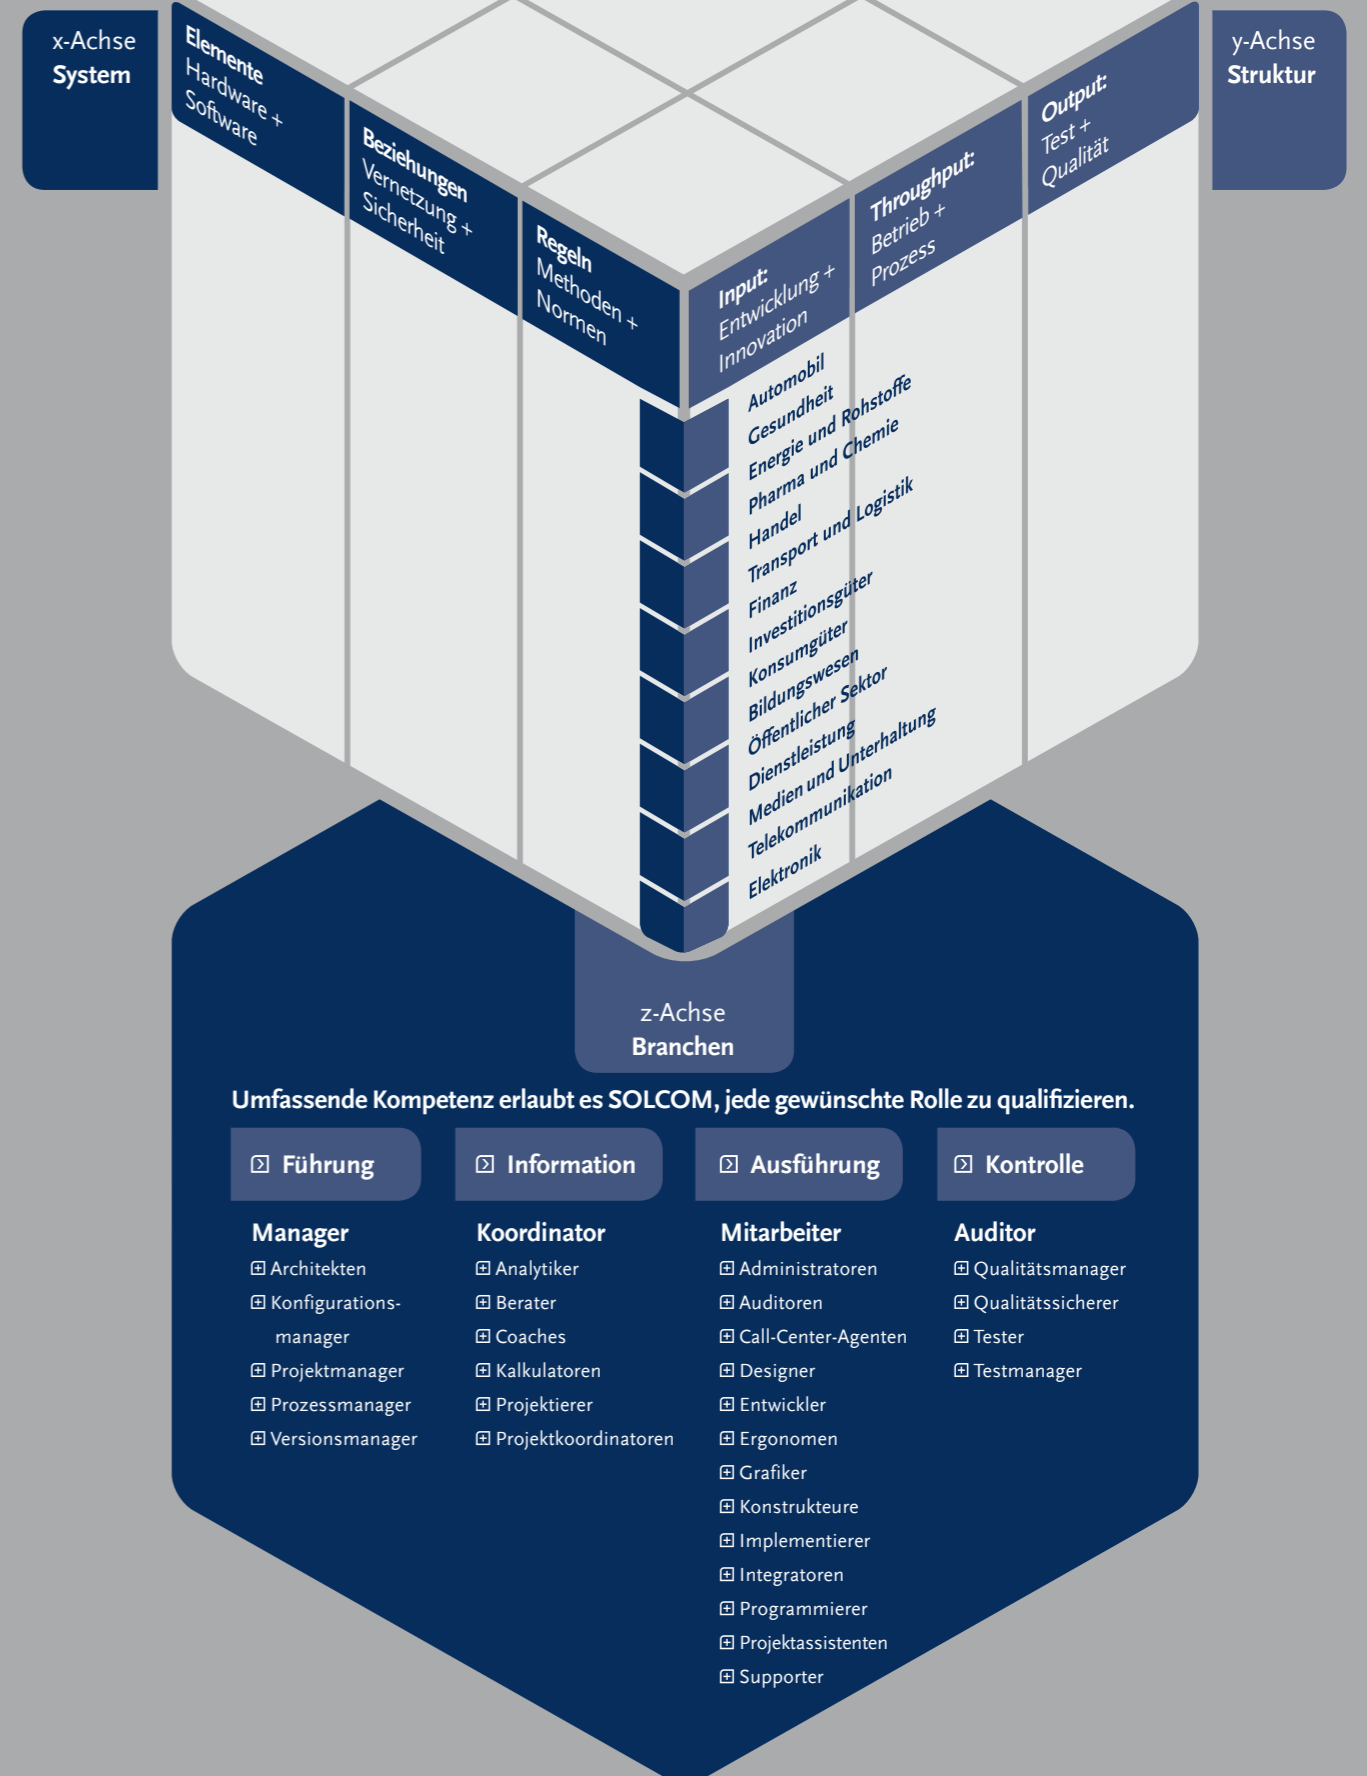 x-Achse
System
y-Achse
Struktur
Elemente
Hardware +
Software
Beziehungen
Vernetzung +
Sicherheit
Regeln
Methoden +
Normen
Input:
Entwicklung +
Innovation
Throughput:
Betrieb +
Prozess
Output:
Test +
Qualität
Automobil
Gesundheit
Energie und Rohstoffe
Pharma und Chemie
Handel
Transport und Logistik
Finanz
Investitionsgüter
Konsumgüter
Bildungswesen
Öffentlicher Sektor
Dienstleistung
Medien und Unterhaltung
Telekommunikation
Elektronik
z-Achse
Branchen
Umfassende Kompetenz erlaubt es SOLCOM, jede gewünschte Rolle zu qualifizieren.
Führung
Manager
Architekten
Konfigurations-
manager
Projektmanager
Prozessmanager
Versionsmanager
Information
Koordinator
Analytiker
Berater
Coaches
Kalkulatoren
Projektierer
Projektkoordinatoren
Ausführung
Mitarbeiter
Administratoren
Auditoren
Call-Center-Agenten
Designer
Entwickler
Ergonomen
Grafiker
Konstrukteure
Implementierer
Integratoren
Programmierer
Projektassistenten
Supporter
Kontrolle
Auditor
Qualitätsmanager
Qualitätssicherer
Tester
Testmanager